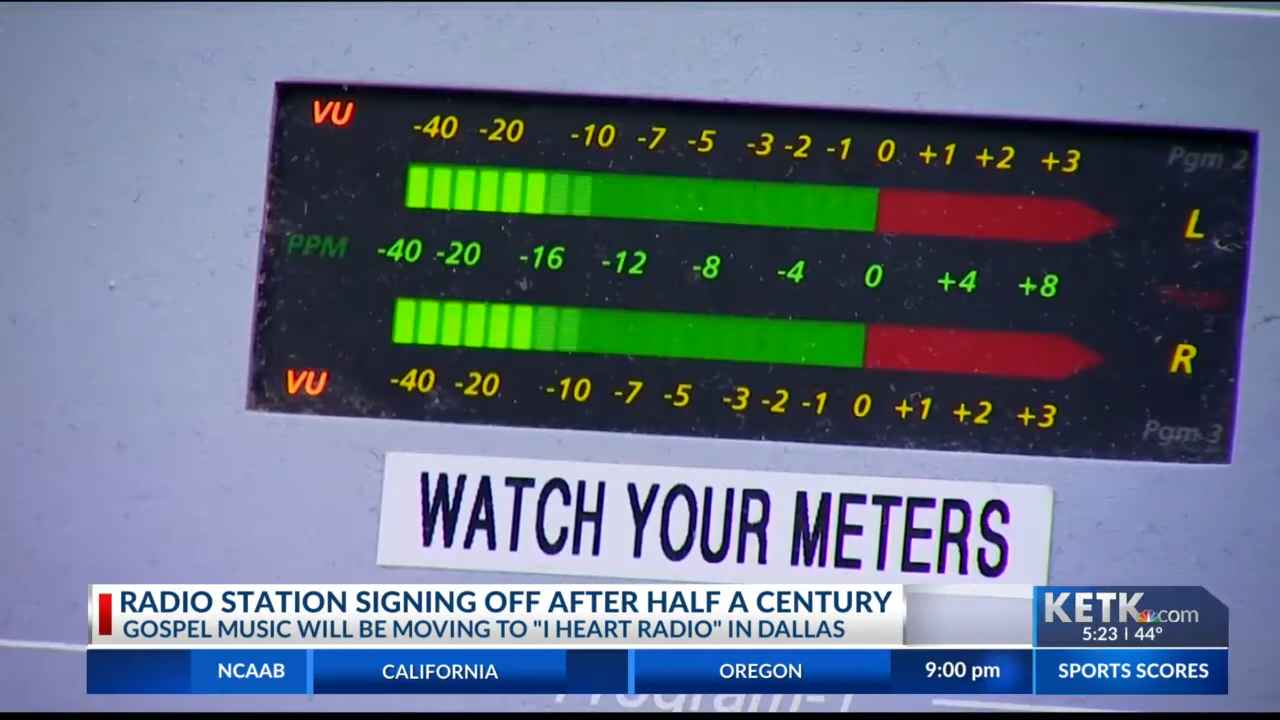 VU -40 -20 -10 -7 -5 -3 -2 -1 0 +1 +2 +3 Pgm 2
L
PPM -40 -20 -16 -12 -8 -4 0 +4 +8
R
VU -40 -20 -10 -7 -5 -3 -2 -1 0 +1 +2 +3 Pgm 3
WATCH YOUR METERS
RADIO STATION SIGNING OFF AFTER HALF A CENTURY
GOSPEL MUSIC WILL BE MOVING TO "I HEART RADIO" IN DALLAS
KETK.com
5:23 | 44°
NCAAB CALIFORNIA OREGON 9:00 pm SPORTS SCORES
Program-1